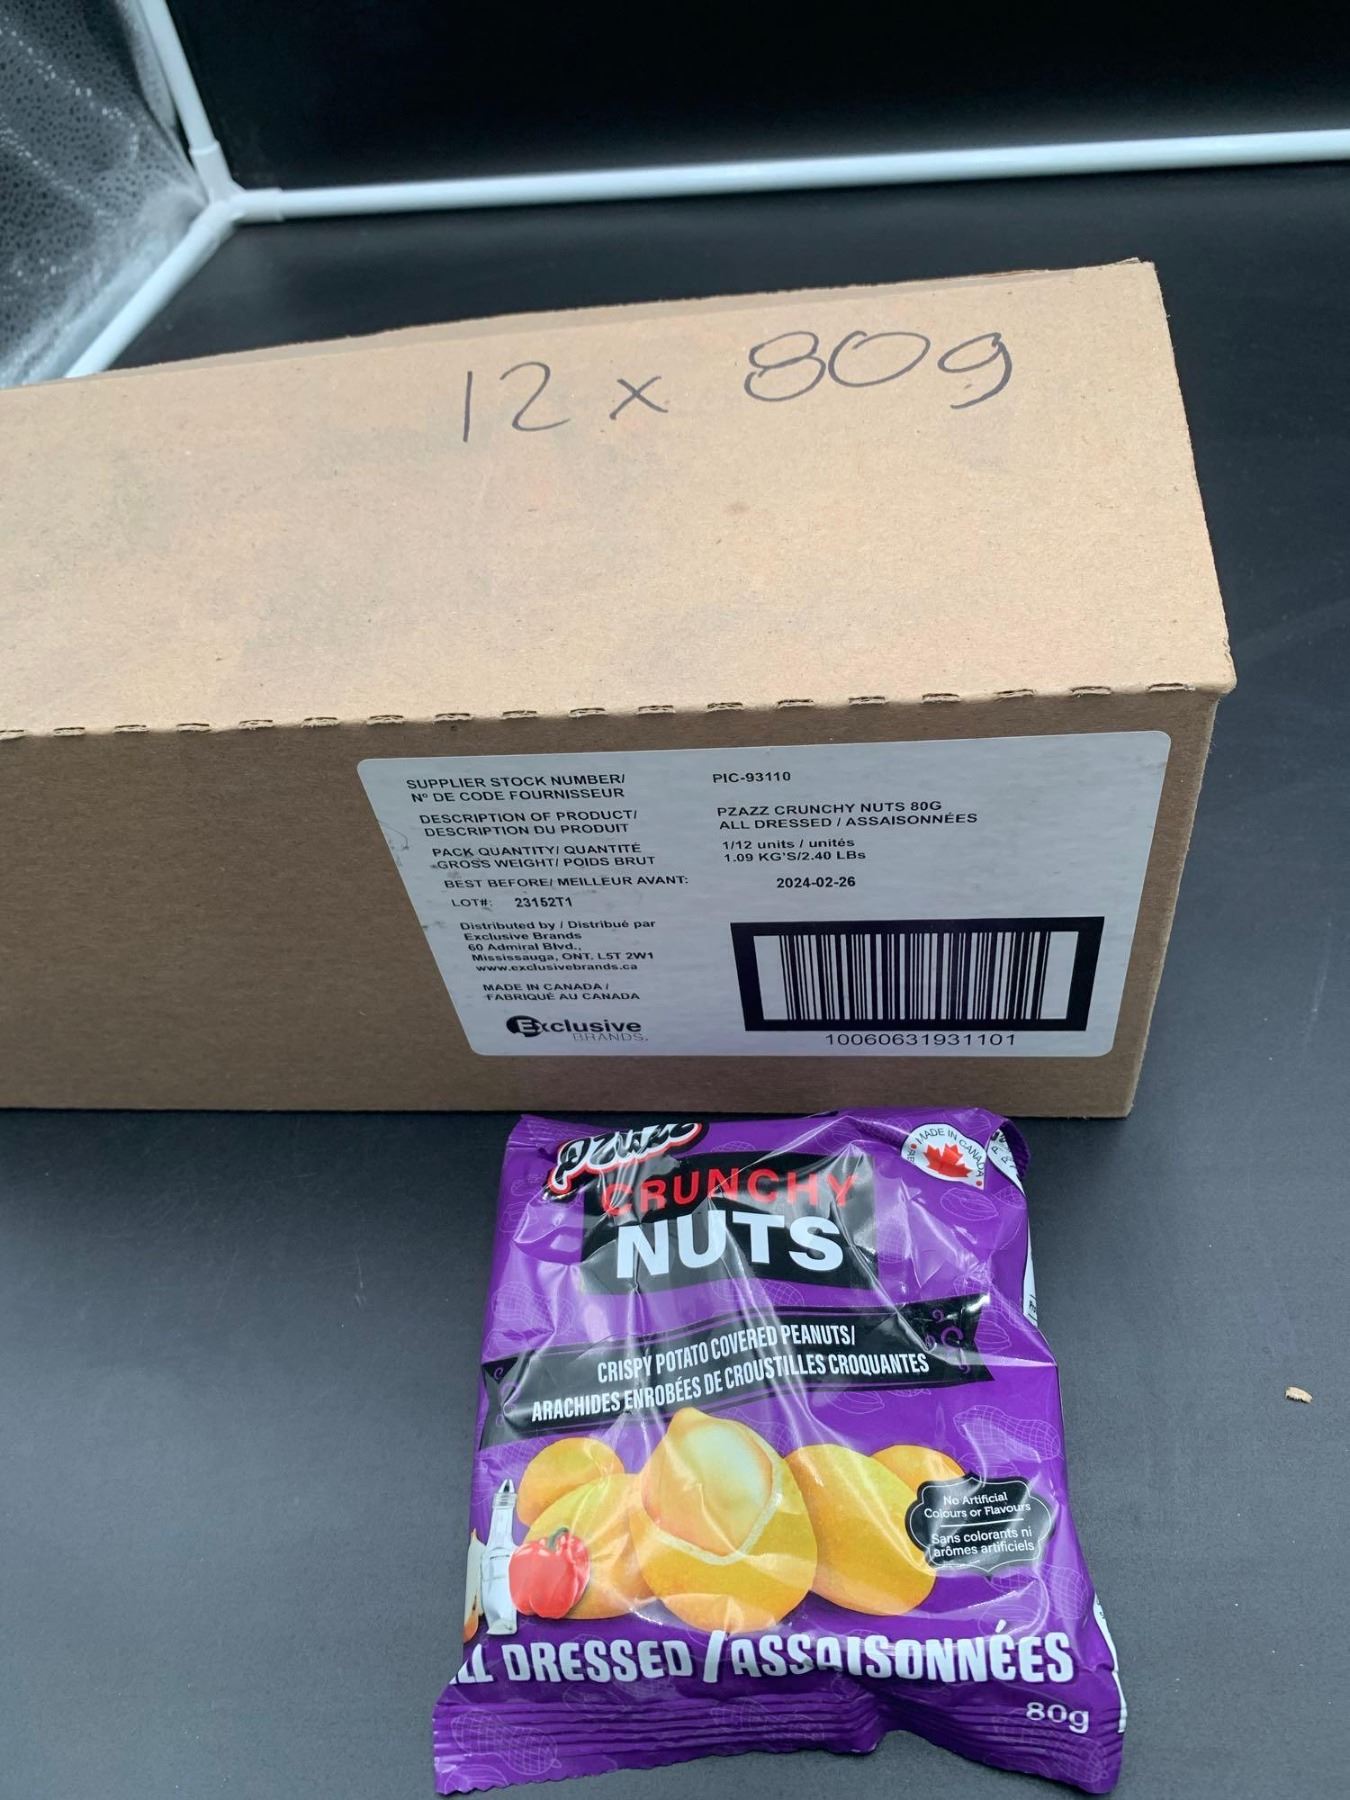 12 x 80g
SUPPLIER STOCK NUMBER/
N° DE CODE FOURNISSEUR
PIC-93110
DESCRIPTION OF PRODUCT/
DESCRIPTION DU PRODUIT
PZAZZ CRUNCHY NUTS 80G
ALL DRESSED / ASSAISONNÉES
PACK QUANTITY/ QUANTITÉ
GROSS WEIGHT/ POIDS BRUT
1/12 units / unités
1.09 KG'S/2.40 LBs
BEST BEFORE/ MEILLEUR AVANT:
2024-02-26
LOT#: 23152T1
Distributed by / Distribué par
Exclusive Brands
60 Admiral Blvd.,
Mississauga, ONT. L5T 2W1
www.exclusivebrands.ca
MADE IN CANADA /
FABRIQUÉ AU CANADA
Exclusive
BRANDS.
10060631931101
PZAZZ
MADE IN CANADA
CRUNCHY
NUTS
CRISPY POTATO COVERED PEANUTS/
ARACHIDES ENROBÉES DE CROUSTILLES CROQUANTES
No Artificial
Colours or Flavours
Sans colorants ni
arômes artificiels
LL DRESSED / ASSAISONNÉES
80g